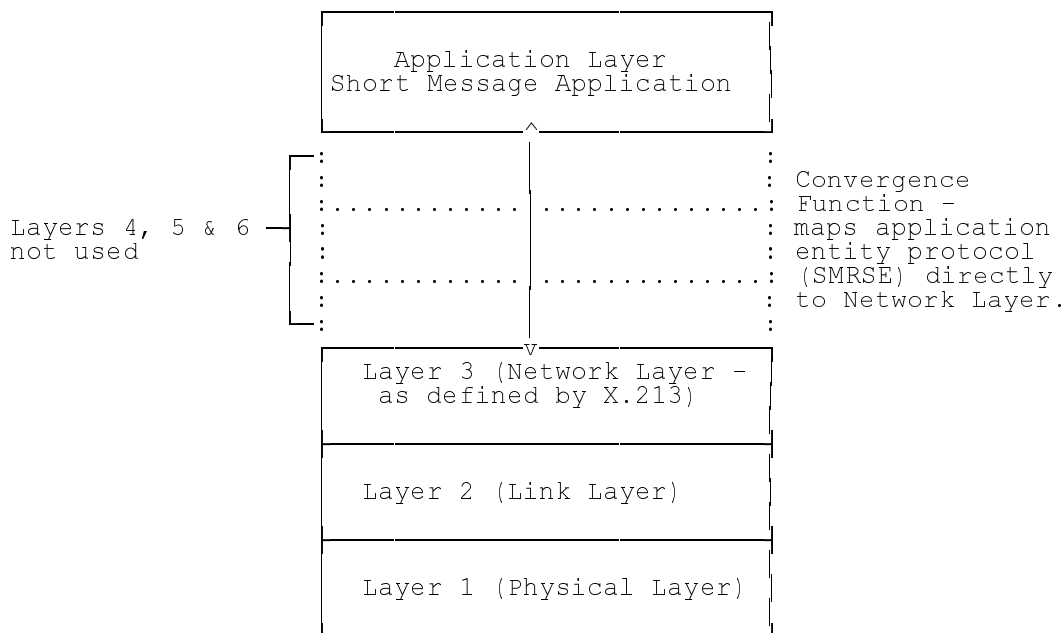 Application Layer
Short Message Application
Layers 4, 5 & 6
not used
Convergence
Function -
maps application
entity protocol
(SMRSE) directly
to Network Layer.
Layer 3 (Network Layer -
as defined by X.213)
Layer 2 (Link Layer)
Layer 1 (Physical Layer)